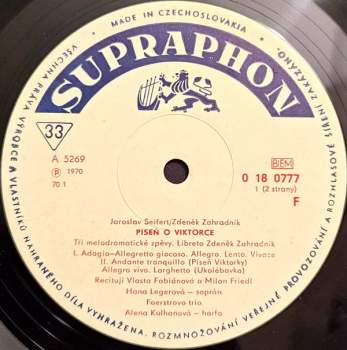 MADE IN CZECHOSLOVAKIA
VŠECHNA PRÁVA VÝROBCE A VLASTNÍKŮ NAHRANÉHO DÍLA VYHRAŽENA. ROZMNOŽOVÁNÍ VEŘEJNÉ PROVOZOVÁNÍ A ROZHLASOVÉ ŠÍŘENÍ ZAKÁZÁNO.
SUPRAPHON
33
A 5269
Ⓟ 1970
70 1
BIEM
0 18 0777
1 (2 strany)
F
Jaroslav Seifert/Zdeněk Zahradník
PÍSEŇ O VIKTORCE
Tři melodramatické zpěvy. Libreto Zdeněk Zahradník
I. Adagio-Allegretto giocoso. Allegro. Lento. Vivace
II. Andante tranquillo (Píseň Viktorky)
Allegro vivo. Larghetto (Ukolébavka)
Recitují Vlasta Fabiánová a Milan Friedl
Hana Legerová – soprán
Foerstrovo trio
Alena Kulhanová – harfa